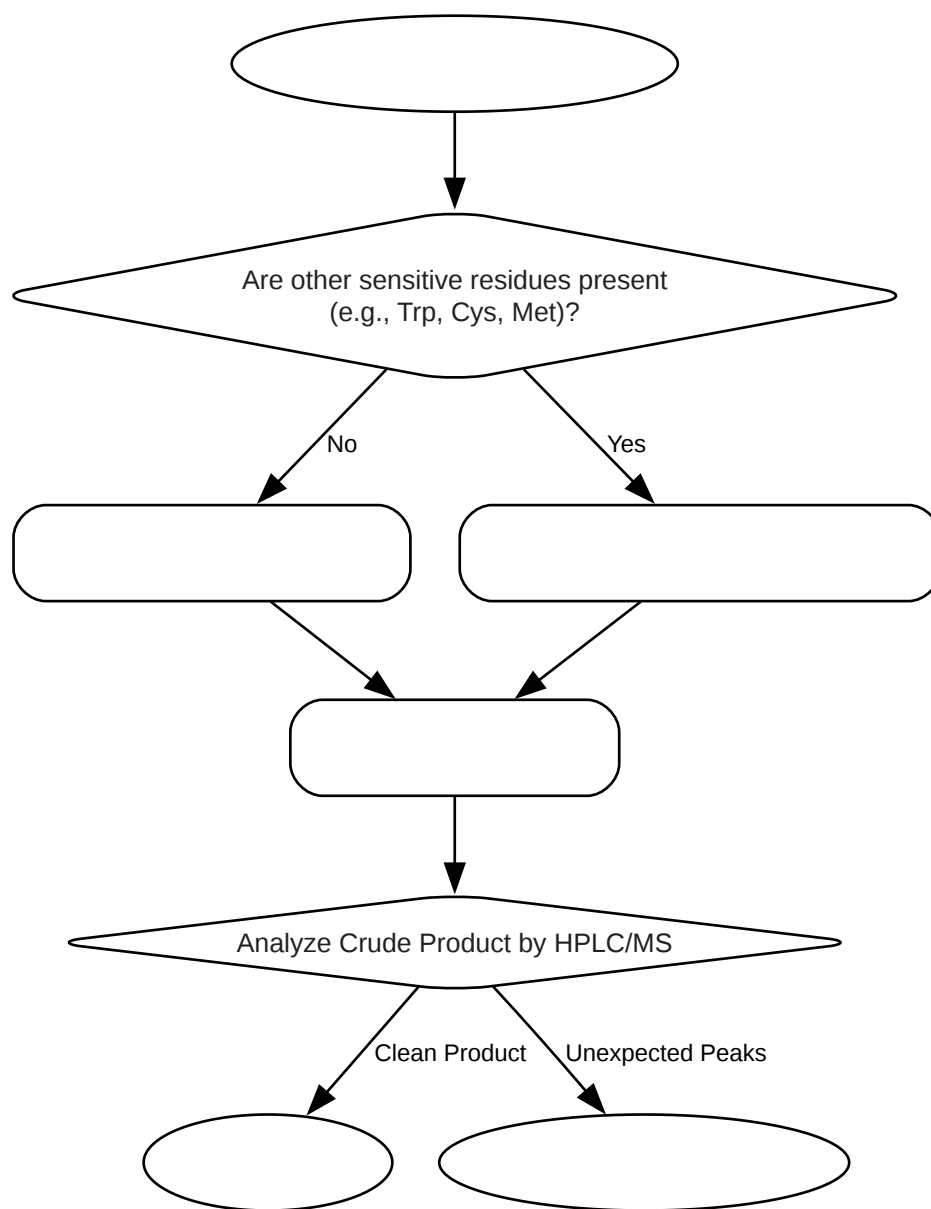 Are other sensitive residues present
(e.g., Trp, Cys, Met)?
No
Yes
Analyze Crude Product by HPLC/MS
Clean Product
Unexpected Peaks